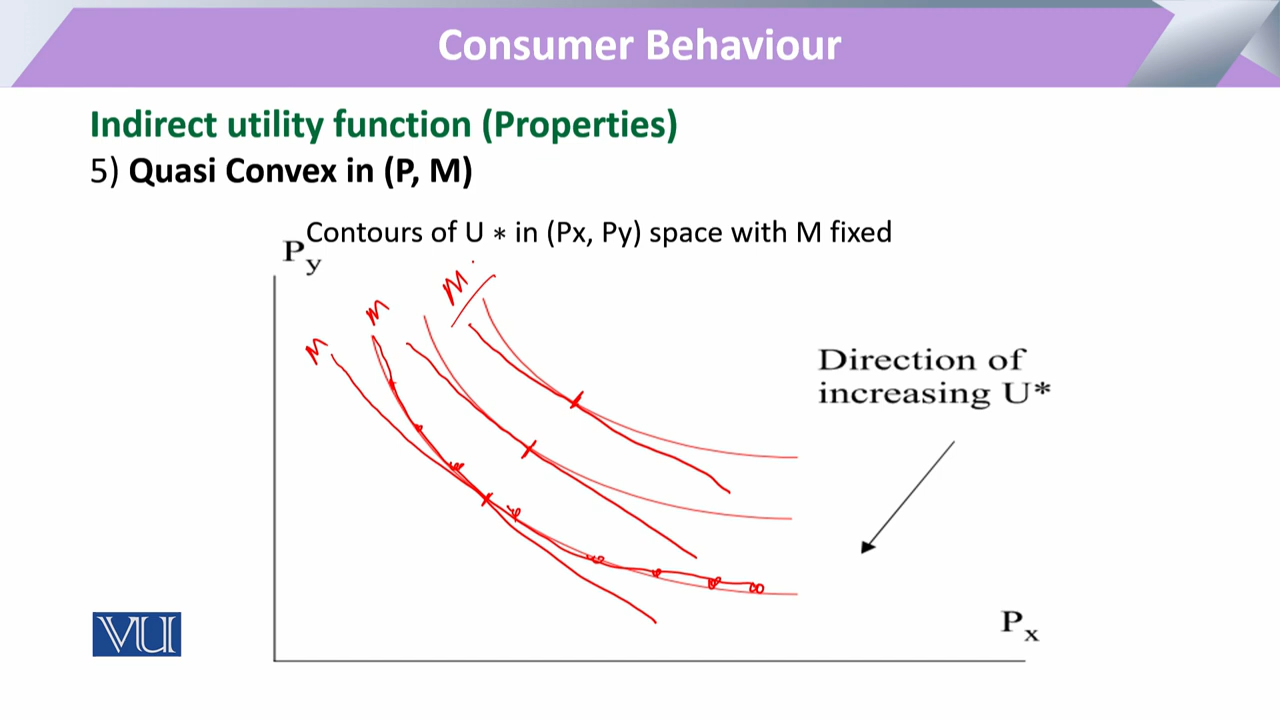 Consumer Behaviour
Indirect utility function (Properties)
5) Quasi Convex in (P, M)
Contours of U * in (Px, Py) space with M fixed
Py
M
M
M
Direction of
increasing U*
Px
VU